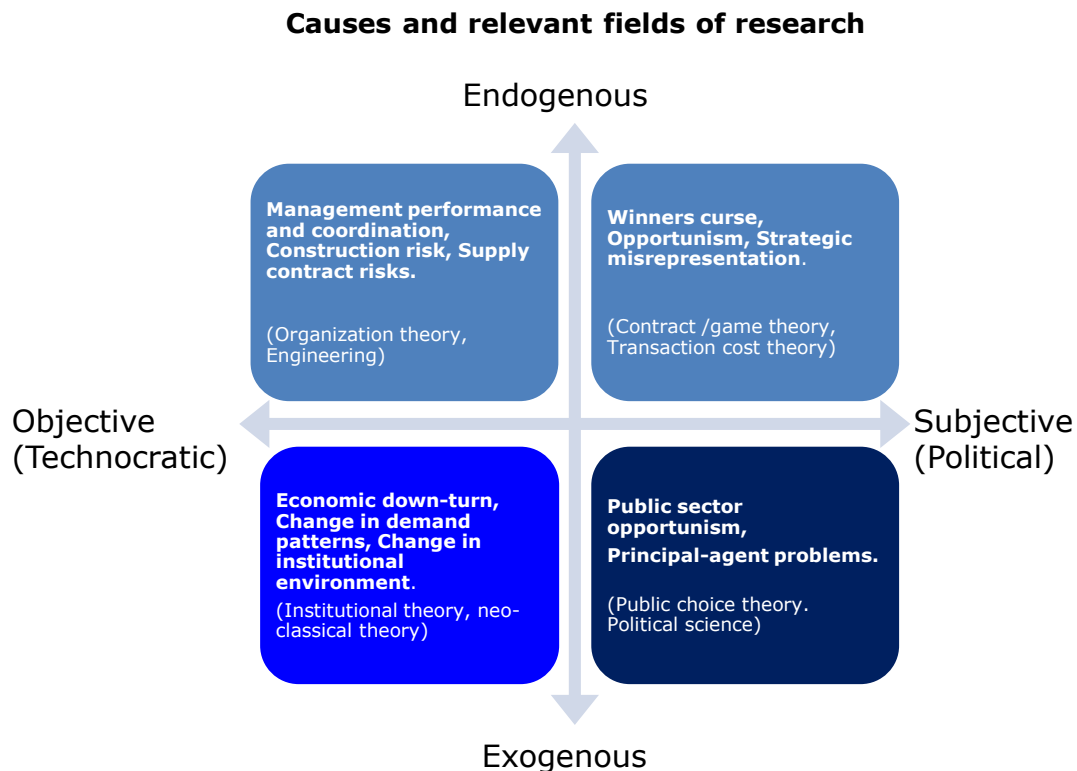 Causes and relevant fields of research
Endogenous
Management performance
and coordination,
Construction risk, Supply
contract risks.
(Organization theory,
Engineering)
Winners curse,
Opportunism, Strategic
misrepresentation.
(Contract /game theory,
Transaction cost theory)
Objective
(Technocratic)
Subjective
(Political)
Economic down-turn,
Change in demand
patterns, Change in
institutional
environment.
(Institutional theory, neo-
classical theory)
Public sector
opportunism,
Principal-agent problems.
(Public choice theory.
Political science)
Exogenous